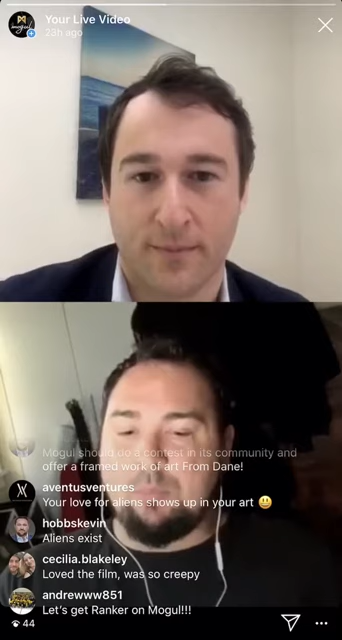 Your Live Video
23h ago
mogul
Mogul should do a contest in its community and
offer a framed work of art From Dane!
aventusventures
Your love for aliens shows up in your art 😃
hobbskevin
Aliens exist
cecilia.blakeley
Loved the film, was so creepy
andrewww851
Let's get Ranker on Mogul!!!
44